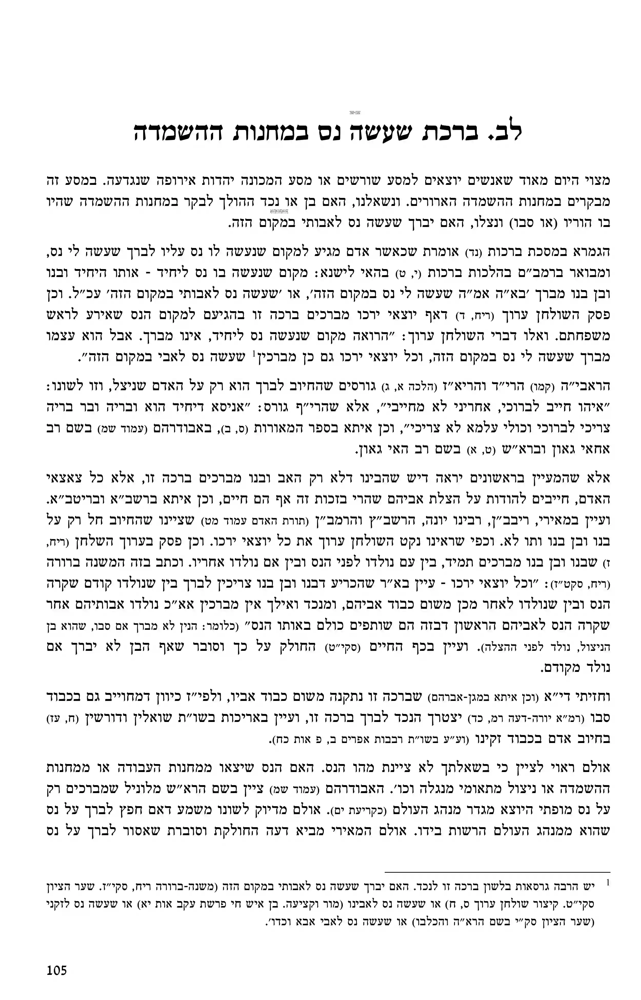 לב. ברכת שעשה נס במחנות ההשמדה
מצוי היום מאוד שאנשים יוצאים למסע שורשים או מסע המכונה יהדות אירופה שנגדעה. במסע זה
מבקרים במחנות ההשמדה הארורים. ונשאלנו, האם בן או נכד ההולך לבקר במחנות ההשמדה שהיו
בו הוריו (או סבו) ונצלו, האם יברך שעשה נס לאבותי במקום הזה.
הגמרא במסכת ברכות (נד) אומרת שכאשר אדם מגיע למקום שנעשה לו נס עליו לברך שעשה לי נס,
ומבואר ברמב״ם בהלכות ברכות (י, ט) בהאי לישנא: מקום שנעשה בו נס ליחיד - אותו היחיד ובנו
ובן בנו מברך ׳בא״ה אמ״ה שעשה לי נס במקום הזה׳, או ׳שעשה נס לאבותי במקום הזה׳ עכ״ל. וכן
פסק השולחן ערוך (ריח, ד) דאף יוצאי ירכו מברכים ברכה זו בהגיעם למקום הנס שאירע לראש
משפחתם. ואלו דברי השולחן ערוך: ״הרואה מקום שנעשה נס ליחיד, אינו מברך. אבל הוא עצמו
מברך שעשה לי נס במקום הזה, וכל יוצאי ירכו גם כן מברכין1 שעשה נס לאבי במקום הזה״.
הראבי״ה (קמו) הרי״ד והריא״ז (הלכה א, ג) גורסים שהחיוב לברך הוא רק על האדם שניצל, וזו לשונו:
״איהו חייב לברוכי, אחריני לא מחייבי״, אלא שהרי״ף גורס: ״אניסא דיחיד הוא ובריה ובר בריה
צריכי לברוכי וכולי עלמא לא צריכי״, וכן איתא בספר המאורות (ס, ב), באבודרהם (עמוד שמ) בשם רב
אחאי גאון וברא״ש (ט, א) בשם רב האי גאון.
אלא שהמעיין בראשונים יראה דיש שהבינו דלא רק האב ובנו מברכים ברכה זו, אלא כל צאצאי
האדם, חייבים להודות על הצלת אביהם שהרי בזכות זה אף הם חיים, וכן איתא ברשב״א ובריטב״א.
ועיין במאירי, ריבב״ן, רבינו יונה, הרשב״ץ והרמב״ן (תורת האדם עמוד מט) שציינו שהחיוב חל רק על
בנו ובן בנו ותו לא. וכפי שראינו נקט השולחן ערוך את כל יוצאי ירכו. וכן פסק בערוך השלחן (ריח,
ז) שבנו ובן בנו מברכים תמיד, בין עם נולדו לפני הנס ובין אם נולדו אחריו. וכתב בזה המשנה ברורה
(ריח, סקט״ז): ״וכל יוצאי ירכו - עיין בא״ר שהכריע דבנו ובן בנו צריכין לברך בין שנולדו קודם שקרה
הנס ובין שנולדו לאחר מכן משום כבוד אביהם, ומנכד ואילך אין מברכין אא״כ נולדו אבותיהם אחר
שקרה הנס לאביהם הראשון דבזה הם שותפים כולם באותו הנס״ (כלומר: הנין לא מברך אם סבו, שהוא בן
הניצול, נולד לפני ההצלה). ועיין בכף החיים (סקי״ט) החולק על כך וסובר שאף הבן לא יברך אם
נולד מקודם.
וחזיתי די״א (וכן איתא במגן-אברהם) שברכה זו נתקנה משום כבוד אביו, ולפי״ז כיוון דמחוייב גם בכבוד
סבו (רמ״א יורה-דעה רמ, כד) יצטרך הנכד לברך ברכה זו, ועיין באריכות בשו״ת שואלין ודורשין (ח, עז)
בחיוב אדם בכבוד זקינו (וע״ע בשו״ת רבבות אפרים ב, פ אות כח).
אולם ראוי לציין כי בשאלתך לא ציינת מהו הנס. האם הנס שיצאו ממחנות העבודה או ממחנות
ההשמדה או ניצול מתאומי מנגלה וכו׳. האבודרהם (עמוד שמ) ציין בשם הרא״ש מלוניל שמברכים רק
על נס מופתי היוצא מגדר מנהג העולם (כקריעת ים). אולם מדיוק לשונו משמע דאם חפץ לברך על נס
שהוא ממנהג העולם הרשות בידו. אולם המאירי מביא דעה החולקת וסוברת שאסור לברך על נס
1 יש הרבה גרסאות בלשון ברכה זו לנכד. האם יברך שעשה נס לאבותי במקום הזה (משנה-ברורה ריח, סקי״ז. שער הציון
סקי״ט. קיצור שולחן ערוך ס, ח) או שעשה נס לאבינו (מור וקציעה. בן איש חי פרשת עקב אות יא) או שעשה נס לזקני
(שער הציון סק״י בשם הרא״ה והכלבו) או שעשה נס לאבי אבא וכדו׳.
105